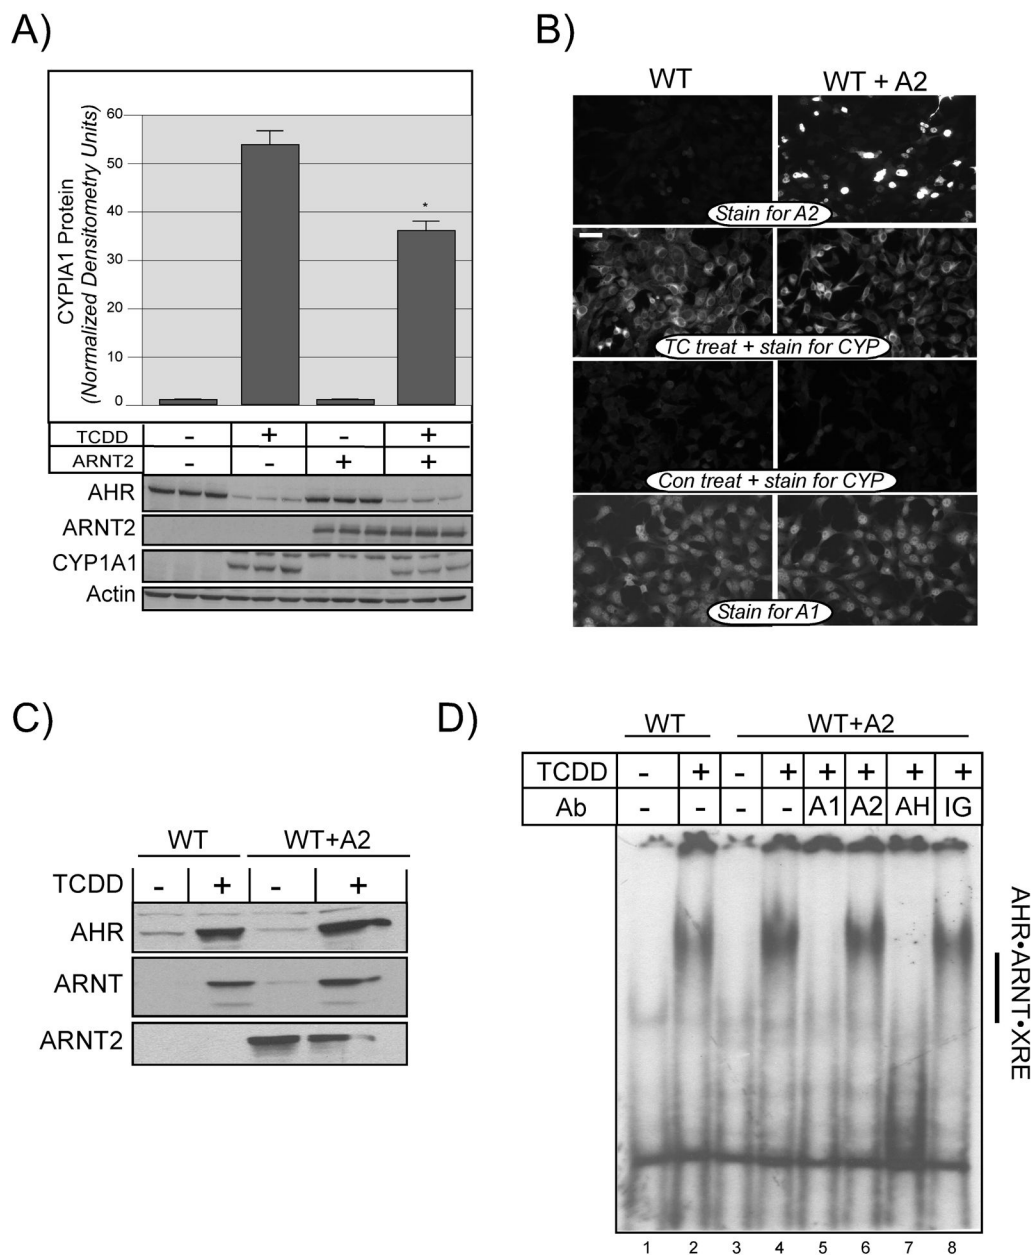 A)
60
50
40
30
20
10
0
CYPIA1 Protein
(Normalized Densitometry Units)
*
TCDD - + - +
ARNT2 - - + +
AHR
ARNT2
CYP1A1
Actin
B)
WT WT + A2
Stain for A2
TC treat + stain for CYP
Con treat + stain for CYP
Stain for A1
C)
WT WT+A2
TCDD - + - +
AHR
ARNT
ARNT2
D)
WT WT+A2
TCDD - + - + + + + +
Ab - - - - A1 A2 AH IG
AHR•ARNT•XRE
1 2 3 4 5 6 7 8